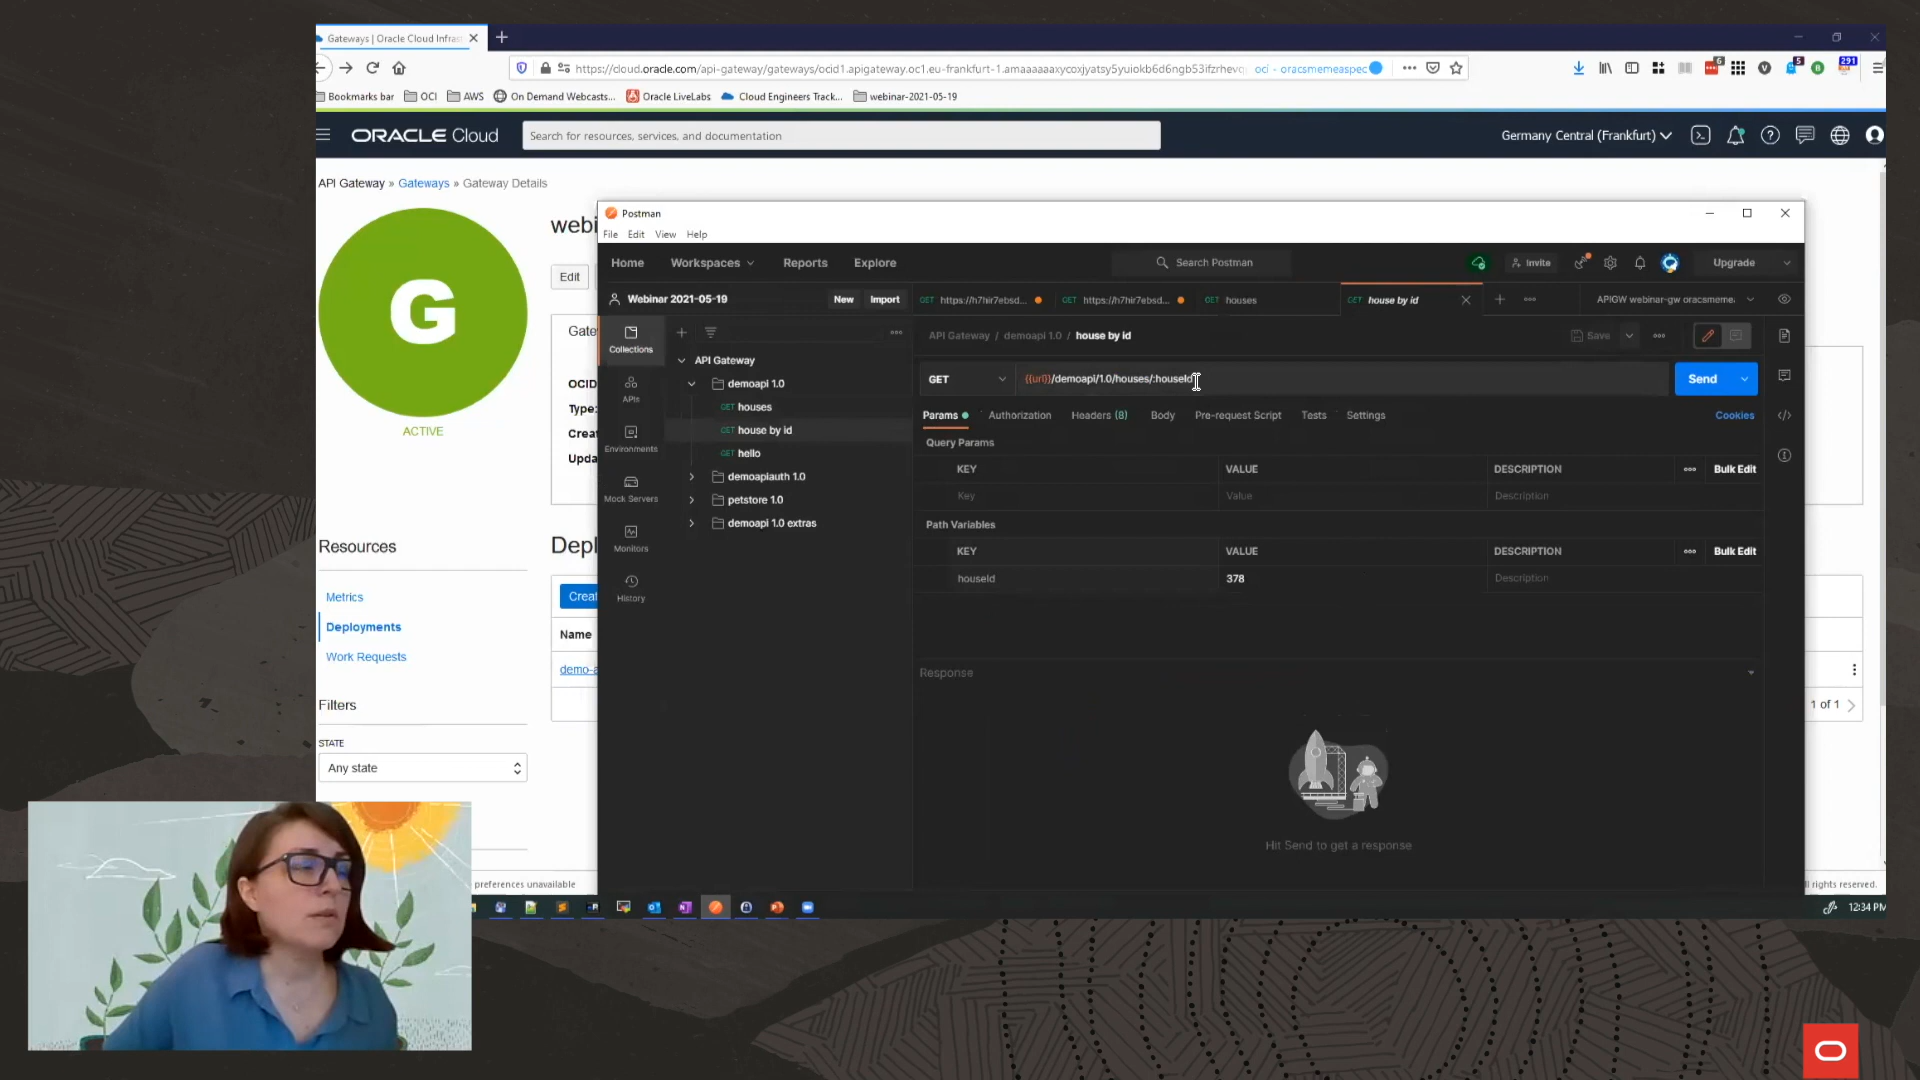 Gateways | Oracle Cloud Infras
https://cloud.oracle.com/api-gateway/gateways/ocid1.apigateway.oc1.eu-frankfurt-1.amaaaaaaxycoxjyatsy5yuiokb6d6ngb53ifzrhevq
oci - oracsmemeaspec
6
5
291
Bookmarks bar
OCI
AWS
On Demand Webcasts...
Oracle LiveLabs
Cloud Engineers Track...
webinar-2021-05-19
ORACLE Cloud
Search for resources, services, and documentation
Germany Central (Frankfurt)
API Gateway » Gateways » Gateway Details
G
ACTIVE
webi
Edit
Gate
OCID
Type:
Crea
Upda
Resources
Metrics
Deployments
Work Requests
Filters
STATE
Any state
Depl
Creat
Name
demo-a
1 of 1
preferences unavailable
ll rights reserved.
Postman
File Edit View Help
Home
Workspaces
Reports
Explore
Search Postman
Invite
Upgrade
Webinar 2021-05-19
New
Import
GET https://h7hir7ebsd...
GET https://h7hir7ebsd...
GET houses
GET house by id
APIGW webinar-gw oracsmema.
Collections
APIs
Environments
Mock Servers
Monitors
History
API Gateway
demoapi 1.0
GET houses
GET house by id
GET hello
demoapiauth 1.0
petstore 1.0
demoapi 1.0 extras
API Gateway / demoapi 1.0 / house by id
Save
GET
{{url}}/demoapi/1.0/houses/:houseId
Send
Params
Authorization
Headers (8)
Body
Pre-request Script
Tests
Settings
Cookies
Query Params
KEY VALUE DESCRIPTION Bulk Edit
Key Value Description
Path Variables
KEY VALUE DESCRIPTION Bulk Edit
houseId 378 Description
Response
Hit Send to get a response
12:34 PM